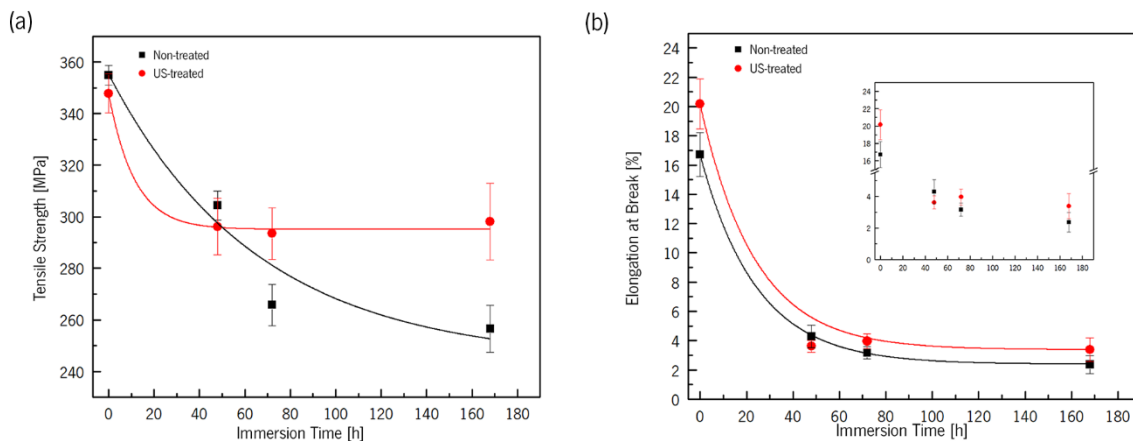 (a)
Non-treated
US-treated
360
340
320
300
280
260
240
Tensile Strength [MPa]
0 20 40 60 80 100 120 140 160 180
Immersion Time [h]
(b)
Non-treated
US-treated
25
24
22
20
18
16
14
12
10
8
6
4
2
0
Elongation at Break [%]
0 20 40 60 80 100 120 140 160 180
Immersion Time [h]
24
22
20
18
16
4
2
0
0 20 40 60 80 100 120 140 160 180